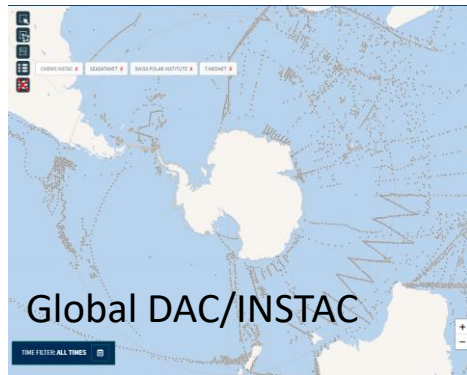 CMEMS-INSTAC X SEADATANET X SWISS POLAR INSTITUTE X T-MEDNET X
Global DAC/INSTAC
+
TIME FILTER: ALL TIMES
−